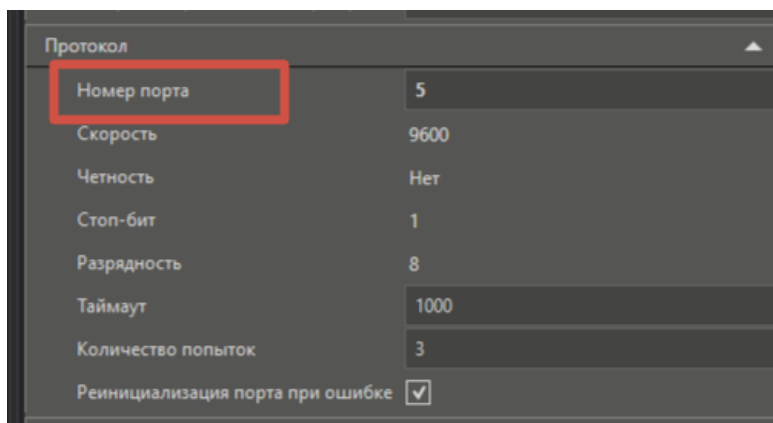 Протокол
Номер порта 5
Скорость 9600
Четность Нет
Стоп-бит 1
Разрядность 8
Таймаут 1000
Количество попыток 3
Реинициализация порта при ошибке